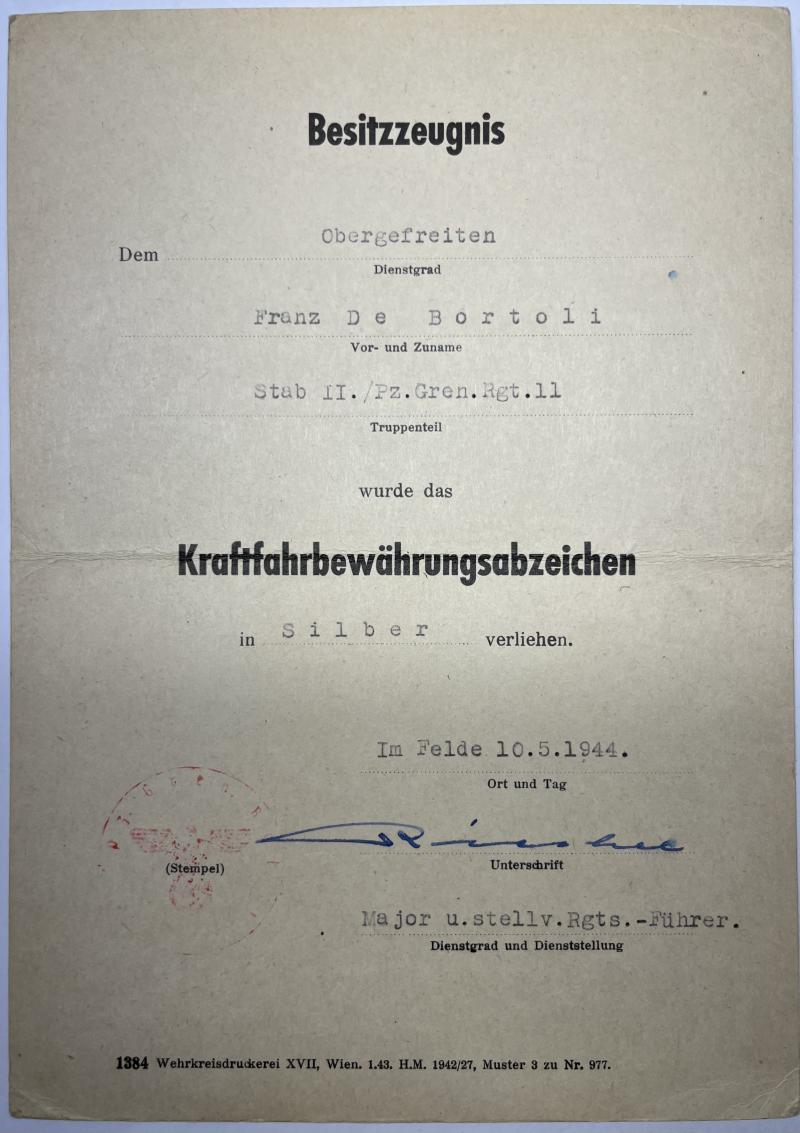 Besitzzeugnis
Obergefreiten
Dem
Dienstgrad
Franz De Bortoli
Vor- und Zuname
Stab II./Pz.Gren.Rgt.11
Truppenteil
wurde das
Kraftfahrbewährungsabzeichen
in Silber verliehen.
Im Felde 10.5.1944.
Ort und Tag
(Stempel)
Unterschrift
Major u.stellv.Rgts.-Führer.
Dienstgrad und Dienststellung
1384 Wehrkreisdruckerei XVII, Wien. 1.43. H.M. 1942/27, Muster 3 zu Nr. 977.